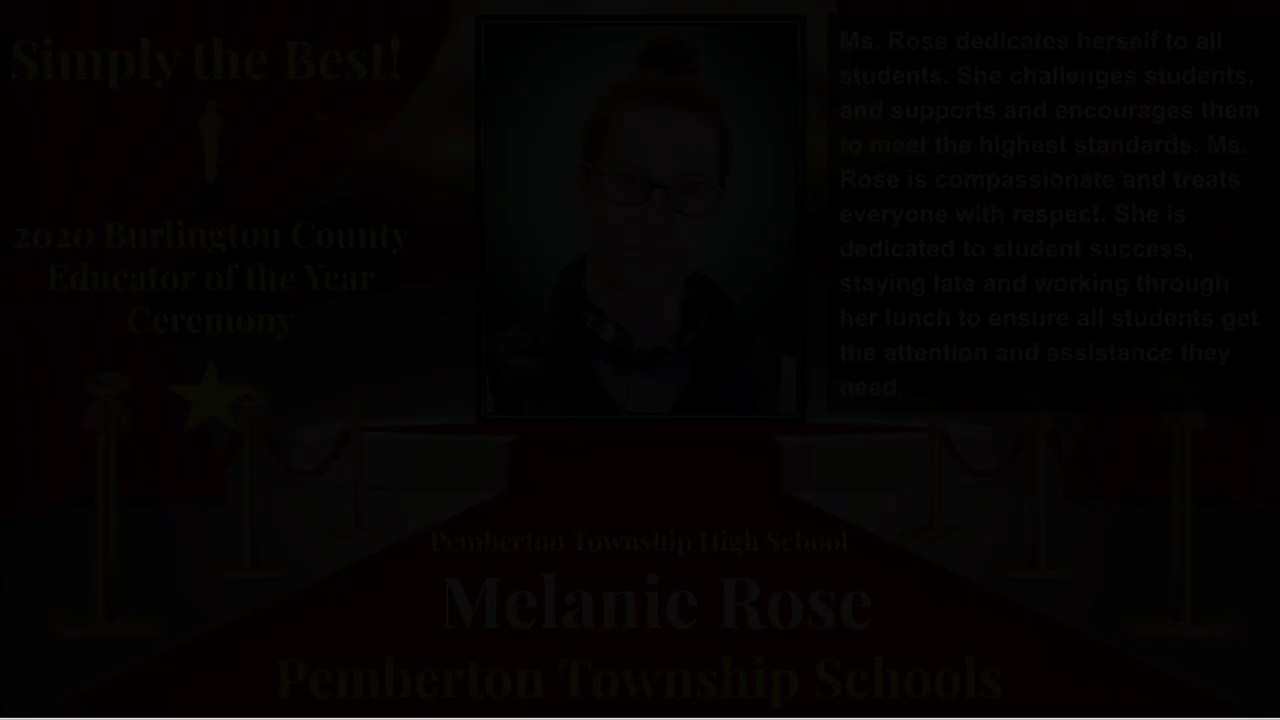 Simply the Best!
2020 Burlington County
Educator of the Year
Ceremony
Ms. Rose dedicates herself to all
students. She challenges students,
and supports and encourages them
to meet the highest standards. Ms.
Rose is compassionate and treats
everyone with respect. She is
dedicated to student success,
staying late and working through
her lunch to ensure all students get
the attention and assistance they
need.
Pemberton Township High School
Melanie Rose
Pemberton Township Schools